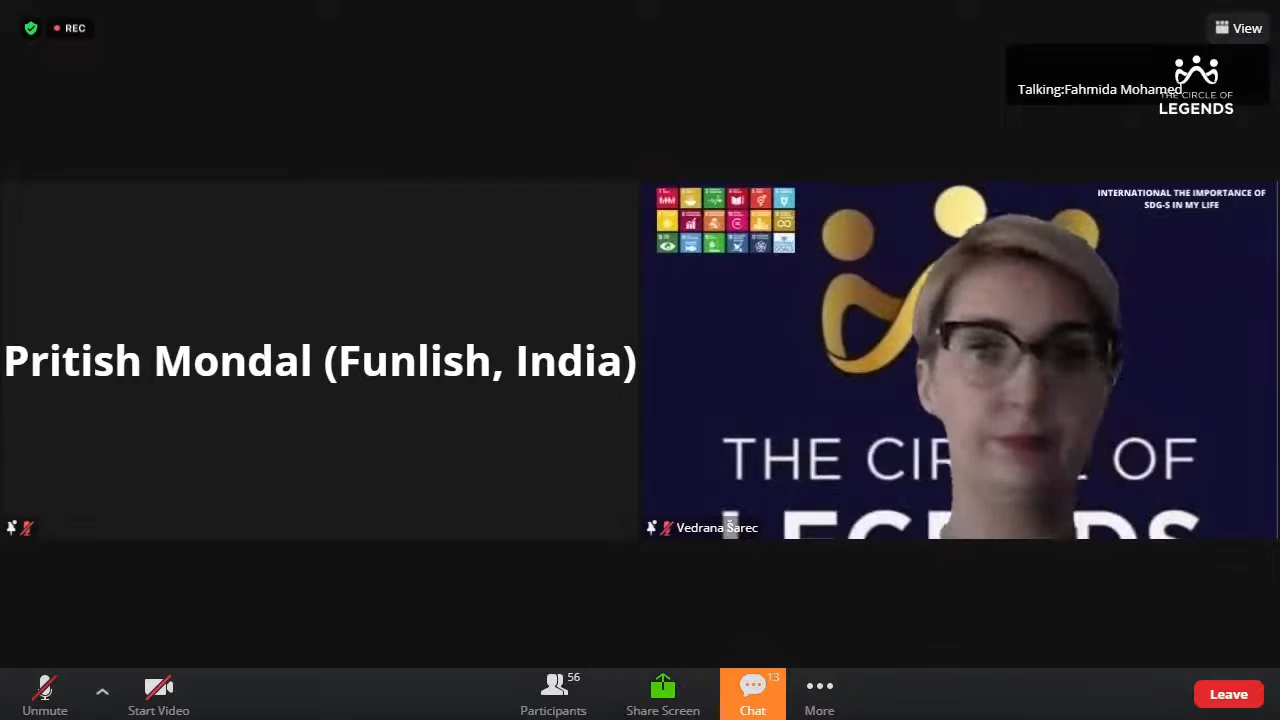 REC
View
Talking:Fahmida Mohamed
THE CIRCLE OF
LEGENDS
INTERNATIONAL THE IMPORTANCE OF
SDG-S IN MY LIFE
Pritish Mondal (Funlish, India)
THE CIR OF
LEGENDS
Vedrana Šarec
Unmute
Start Video
56
Participants
Share Screen
13
Chat
More
Leave